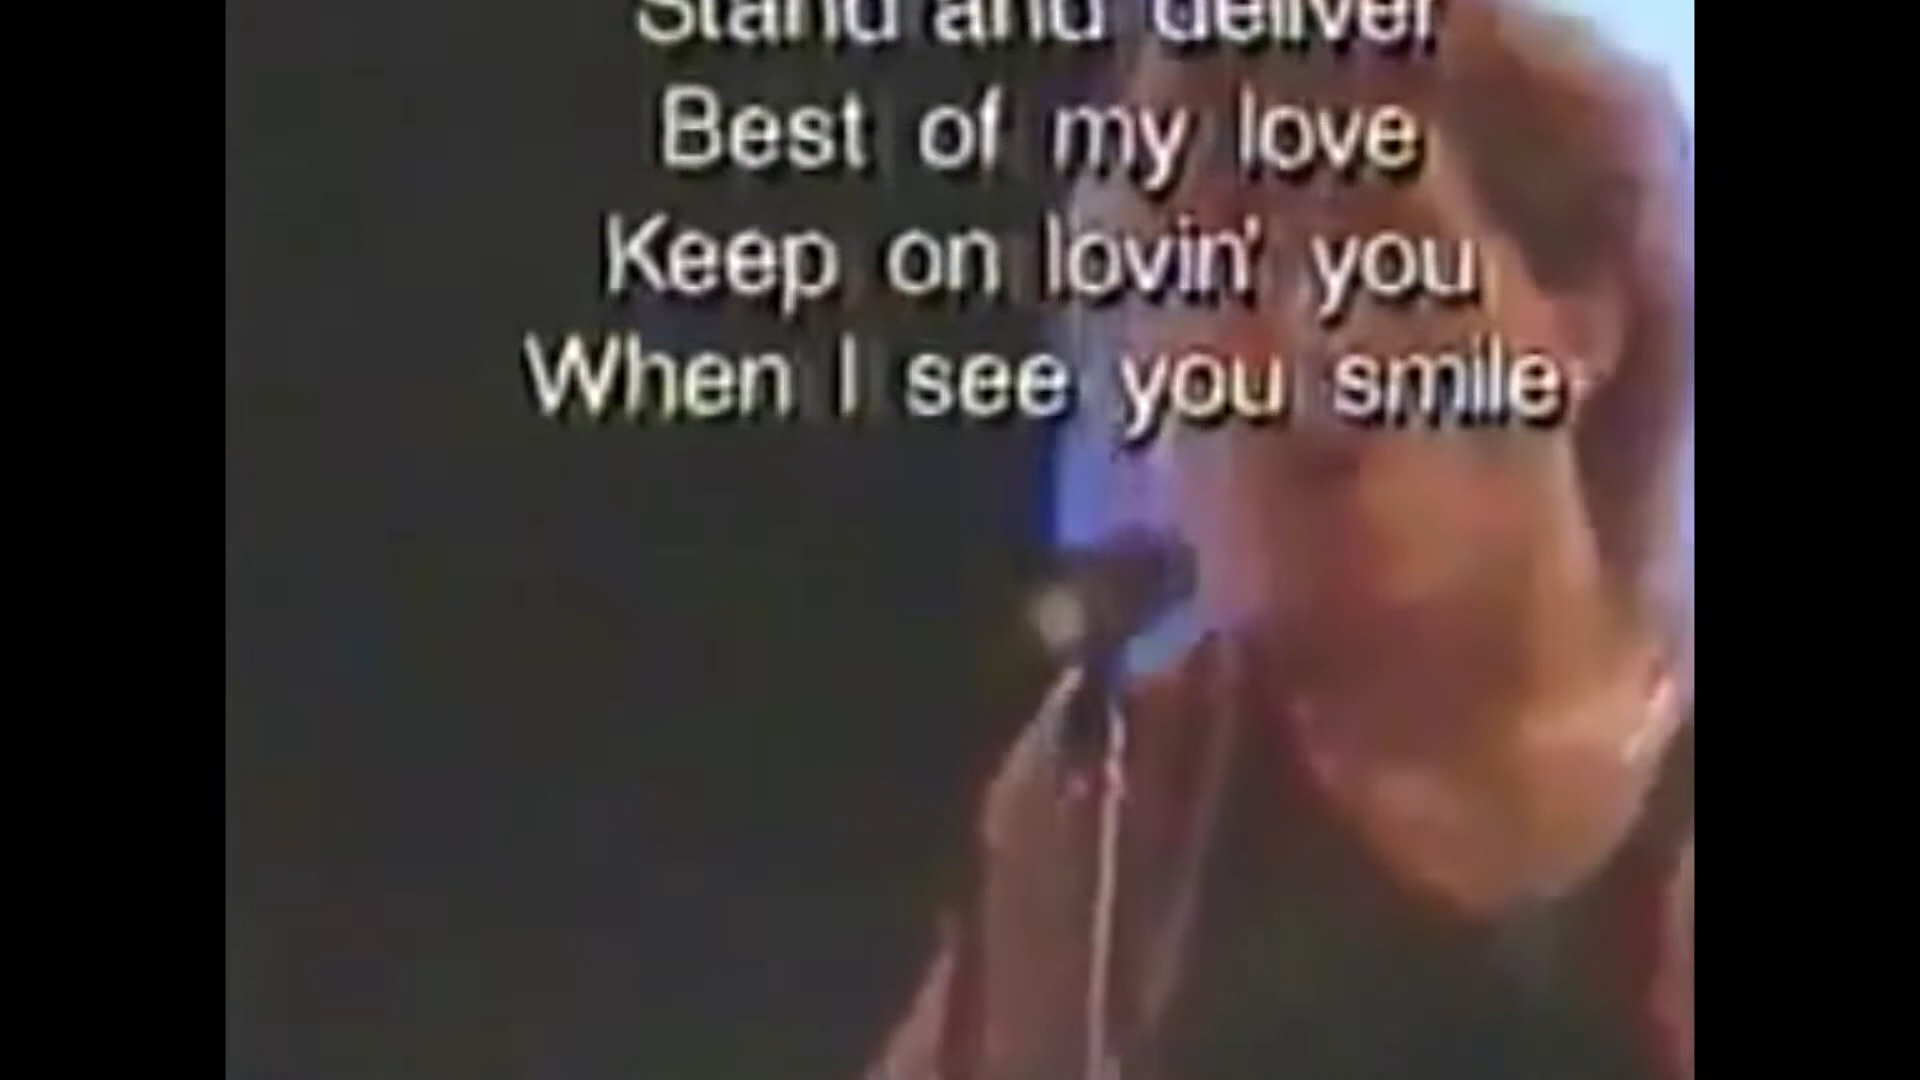 Stand and deliver
Best of my love
Keep on lovin' you
When I see you smile